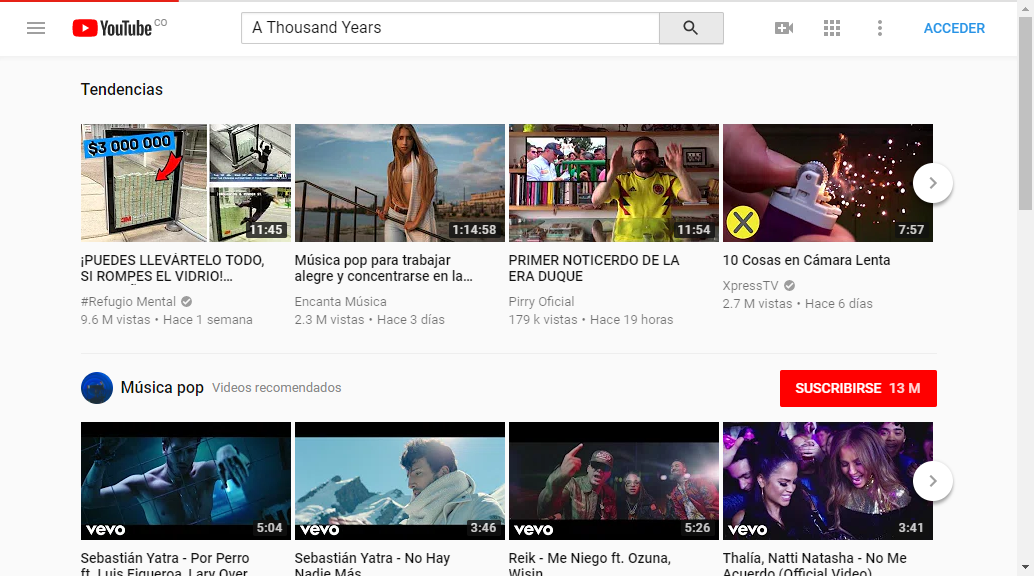 YouTube CO
A Thousand Years
ACCEDER
Tendencias
$3 000 000
3M
11:45
1:14:58
11:54
7:57
¡PUEDES LLEVÁRTELO TODO,
SI ROMPES EL VIDRIO!...
Música pop para trabajar
alegre y concentrarse en la...
PRIMER NOTICERDO DE LA
ERA DUQUE
10 Cosas en Cámara Lenta
#Refugio Mental
9.6 M vistas • Hace 1 semana
Encanta Música
2.3 M vistas • Hace 3 días
Pirry Oficial
179 k vistas • Hace 19 horas
XpressTV
2.7 M vistas • Hace 6 días
Música pop Videos recomendados
SUSCRIBIRSE 13 M
vevo 5:04
vevo 3:46
vevo 5:26
vevo 3:41
Sebastián Yatra - Por Perro
ft. Luis Figueroa, Lary Over
Sebastián Yatra - No Hay
Nadie Más
Reik - Me Niego ft. Ozuna,
Wisin
Thalía, Natti Natasha - No Me
Acuerdo (Official Video)